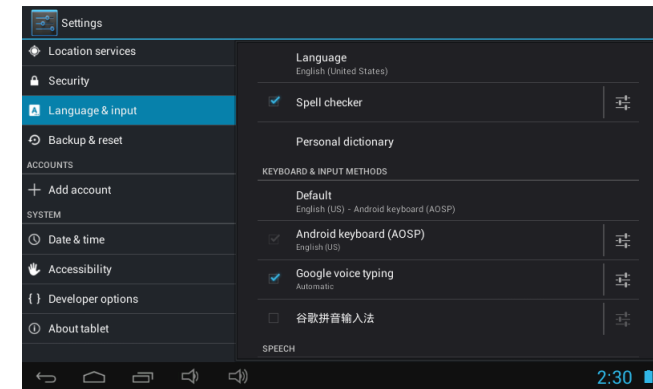 Settings
Location services
Security
Language & input
Backup & reset
ACCOUNTS
Add account
SYSTEM
Date & time
Accessibility
{ } Developer options
About tablet
Language
English (United States)
Spell checker
Personal dictionary
KEYBOARD & INPUT METHODS
Default
English (US) - Android keyboard (AOSP)
Android keyboard (AOSP)
English (US)
Google voice typing
Automatic
谷歌拼音输入法
SPEECH
2:30